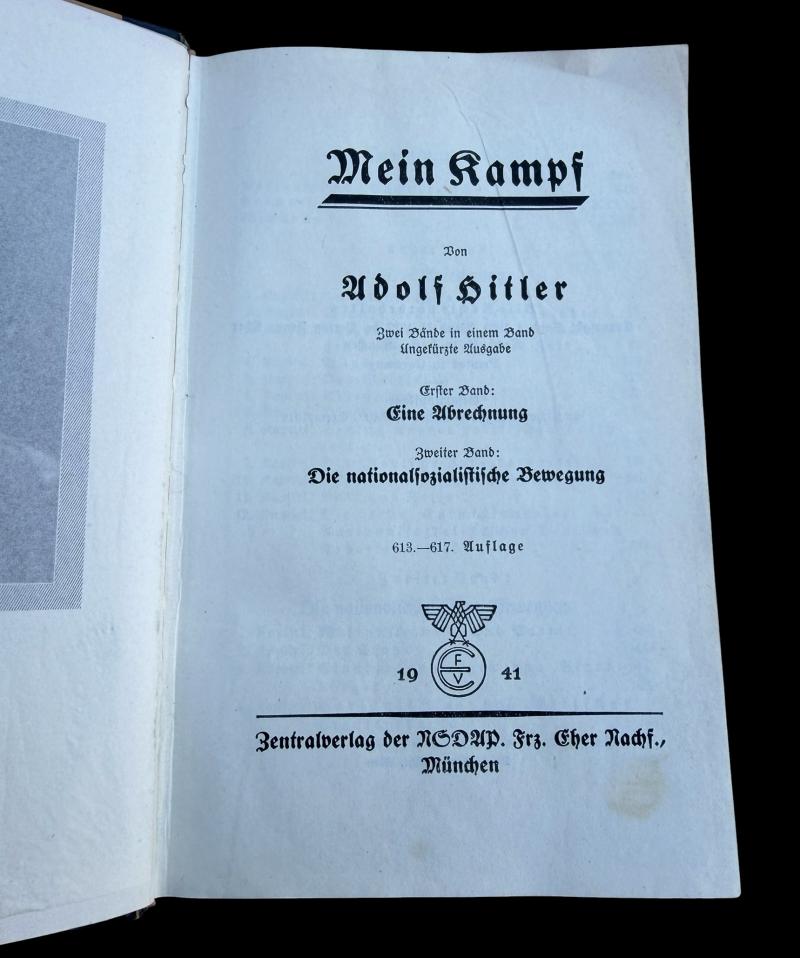 Mein Kampf
Von
Adolf Hitler
Zwei Bände in einem Band
Ungekürzte Ausgabe
Erster Band:
Eine Abrechnung
Zweiter Band:
Die nationalsozialistische Bewegung
613.—617. Auflage
F
E
V
19 41
Zentralverlag der NSDAP. Frz. Eher Nachf.,
München